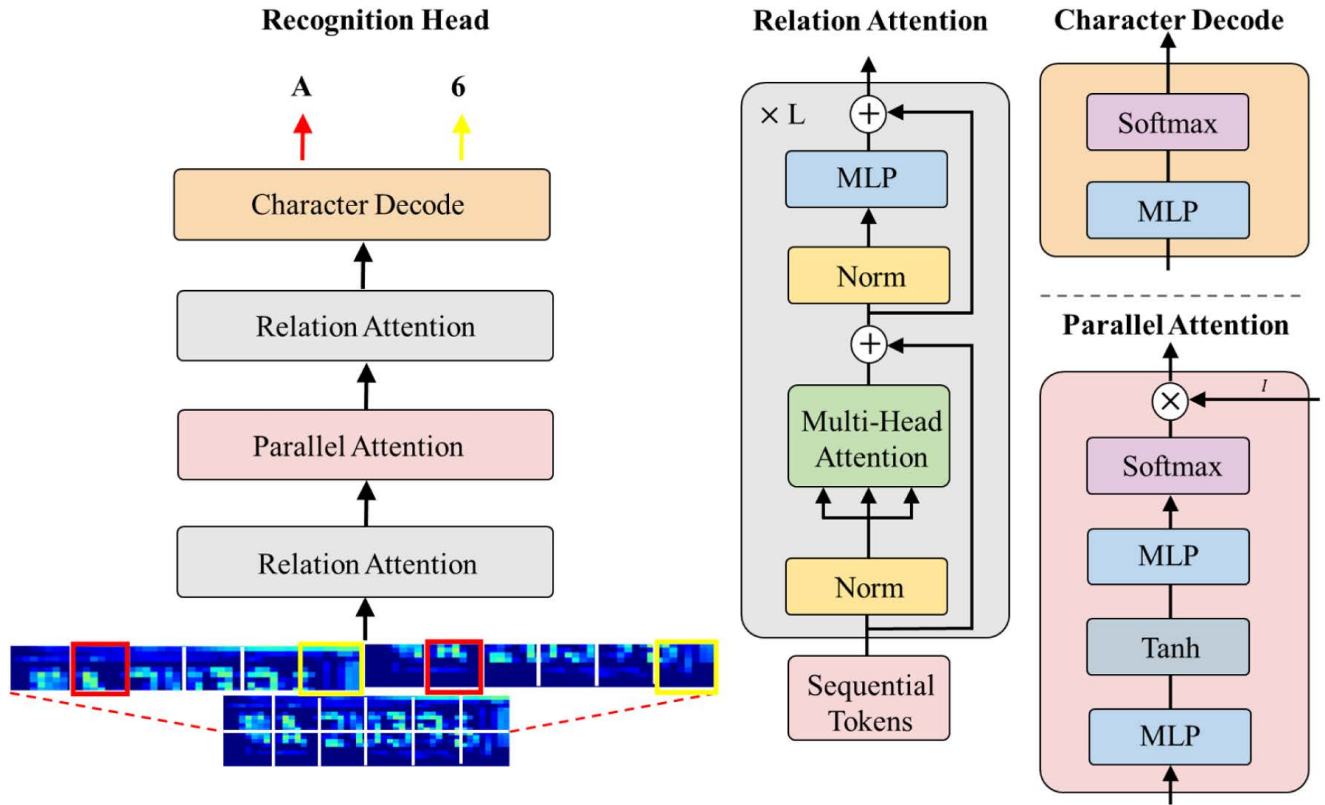 Recognition Head
A 6
Character Decode
Relation Attention
Parallel Attention
Relation Attention
Relation Attention
× L
MLP
Norm
Multi-Head
Attention
Norm
Sequential
Tokens
Character Decode
Softmax
MLP
Parallel Attention
I
Softmax
MLP
Tanh
MLP